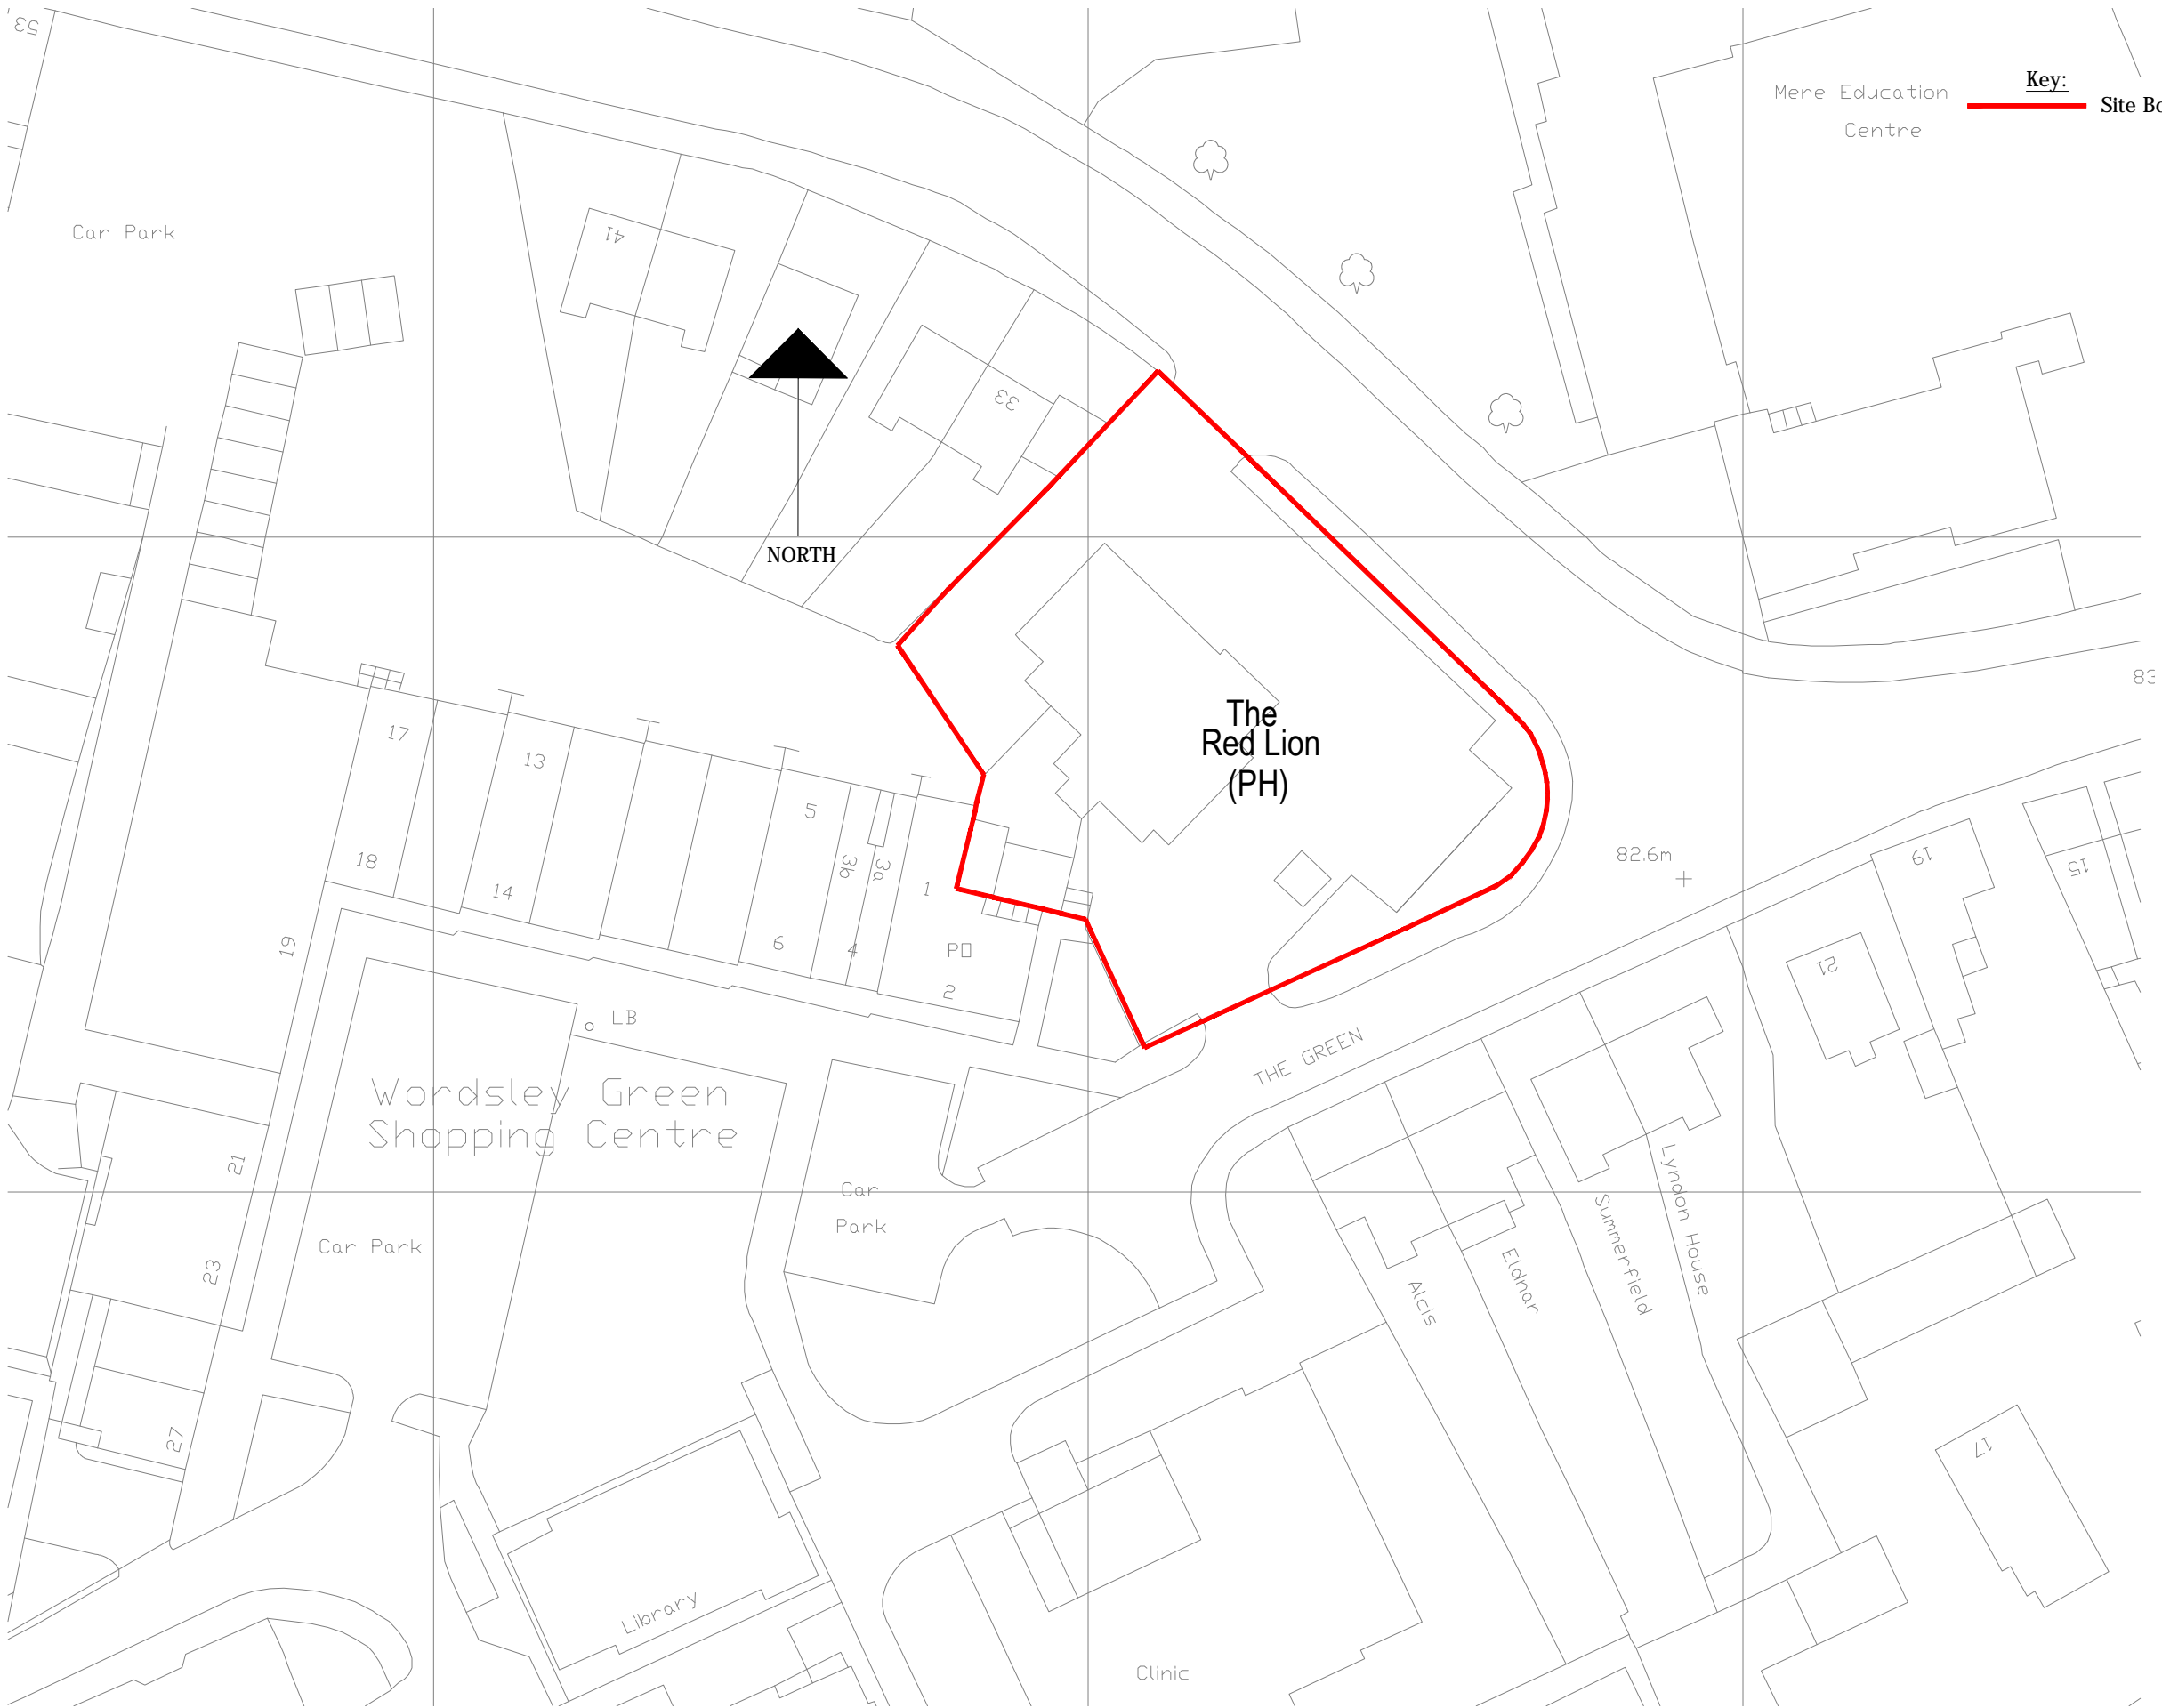 53
Key:
Site Bo
Mere Education
Centre
Car Park
41
33
NORTH
83
17
13
5
3b
3a
1
18
14
6
4
PO
2
The
Red Lion
(PH)
82.6m
19
15
21
19
LB
THE GREEN
Wordsley Green
Shopping Centre
21
23
27
Car Park
Car
Park
Lyndon House
Summerfield
Eldnar
Alcis
17
Library
Clinic